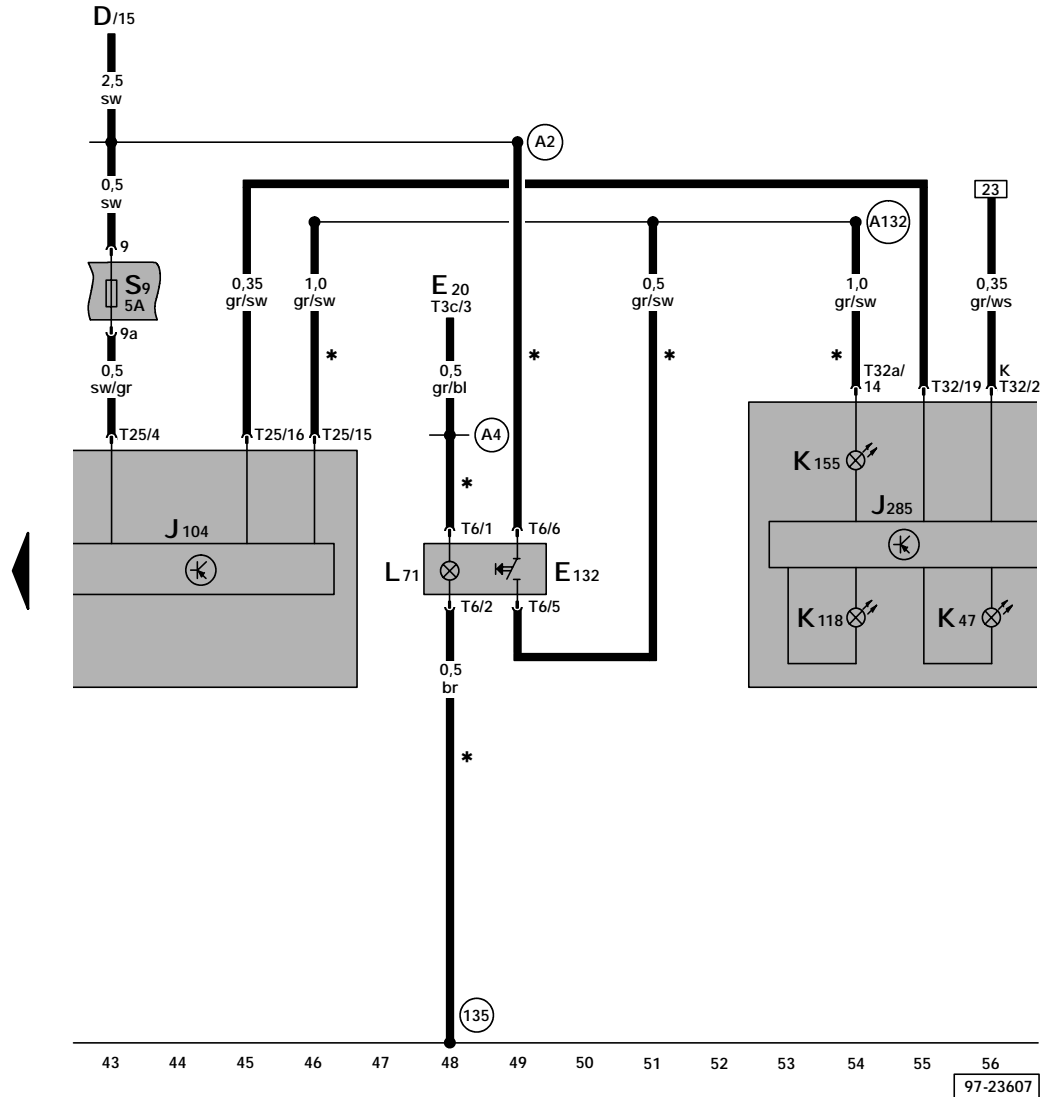 D/15
2,5
sw
A2
0,5
sw
23
9
A132
S9
5A
0,35
gr/sw
1,0
gr/sw
E20
T3c/3
0,5
gr/sw
1,0
gr/sw
0,35
gr/ws
9a
*
*
*
*
0,5
sw/gr
0,5
gr/bl
T32a/
14
T32/19
K
T32/2
T25/4
T25/16
T25/15
A4
K155
*
J285
T6/1
T6/6
J104
L71
E132
T6/2
T6/5
K118
K47
0,5
br
*
135
43 44 45 46 47 48 49 50 51 52 53 54 55 56
97-23607